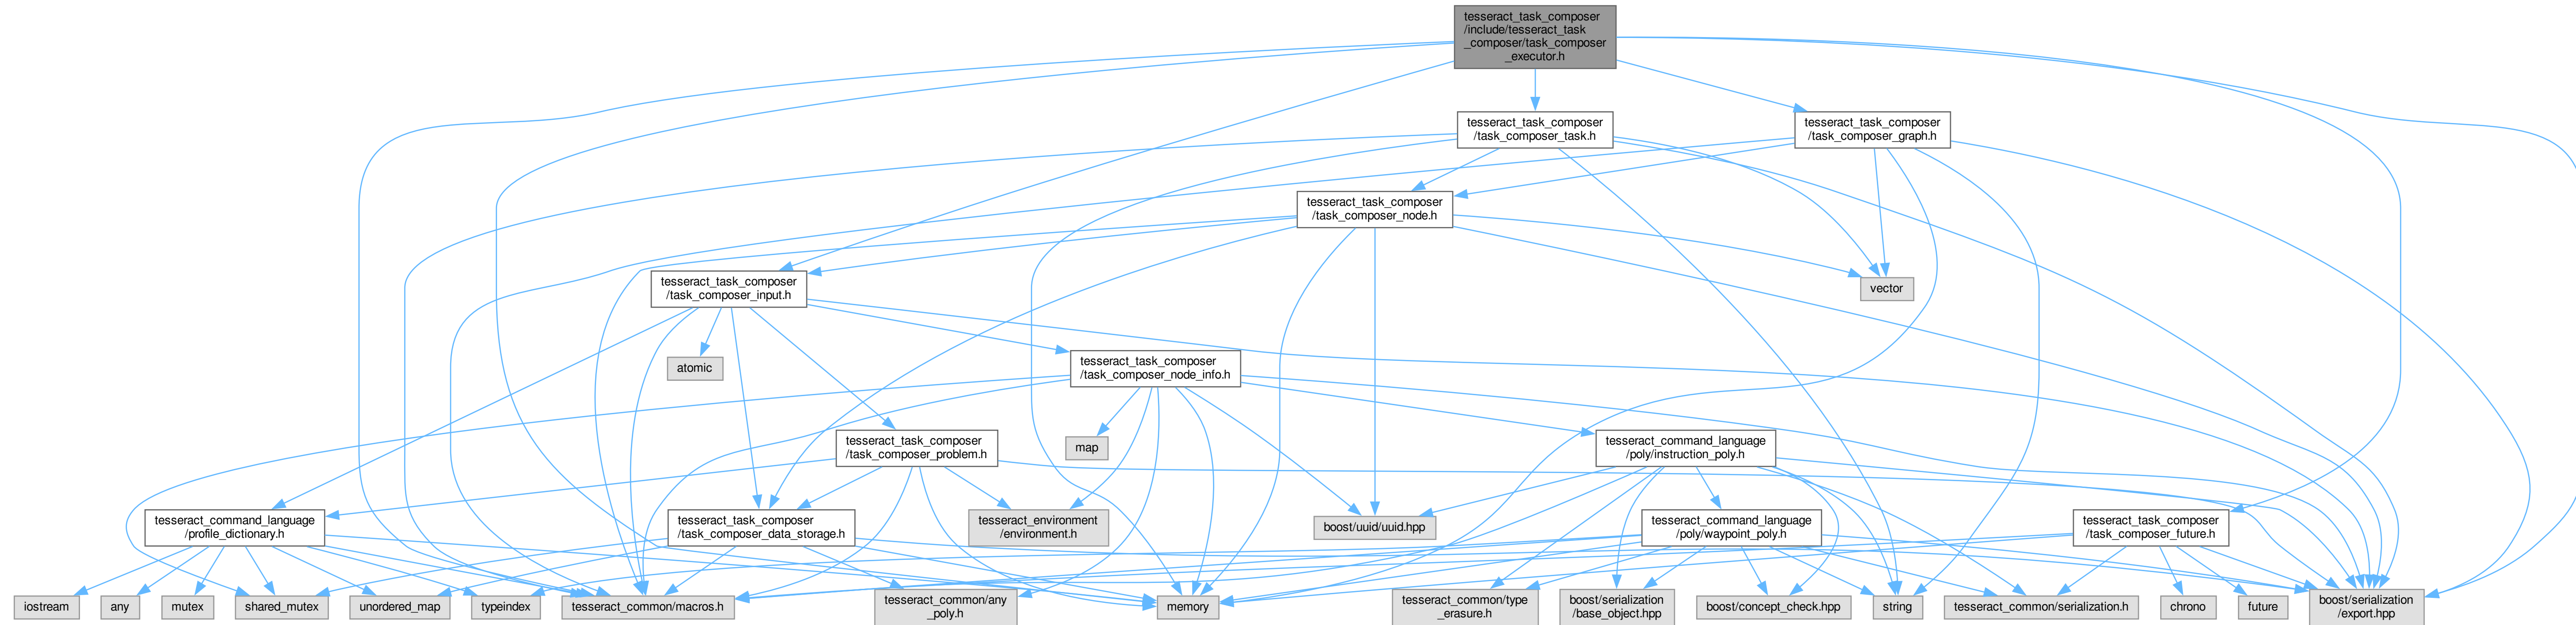 tesseract_task_composer
/include/tesseract_task
_composer/task_composer
_executor.h
tesseract_task_composer
/task_composer_task.h
tesseract_task_composer
/task_composer_graph.h
tesseract_task_composer
/task_composer_node.h
tesseract_task_composer
/task_composer_input.h
vector
atomic
tesseract_task_composer
/task_composer_node_info.h
map
tesseract_task_composer
/task_composer_problem.h
tesseract_command_language
/poly/instruction_poly.h
tesseract_command_language
/profile_dictionary.h
tesseract_task_composer
/task_composer_data_storage.h
tesseract_environment
/environment.h
boost/uuid/uuid.hpp
tesseract_command_language
/poly/waypoint_poly.h
tesseract_task_composer
/task_composer_future.h
iostream
any
mutex
shared_mutex
unordered_map
typeindex
tesseract_common/macros.h
tesseract_common/any
_poly.h
memory
tesseract_common/type
_erasure.h
boost/serialization
/base_object.hpp
boost/concept_check.hpp
string
tesseract_common/serialization.h
chrono
future
boost/serialization
/export.hpp